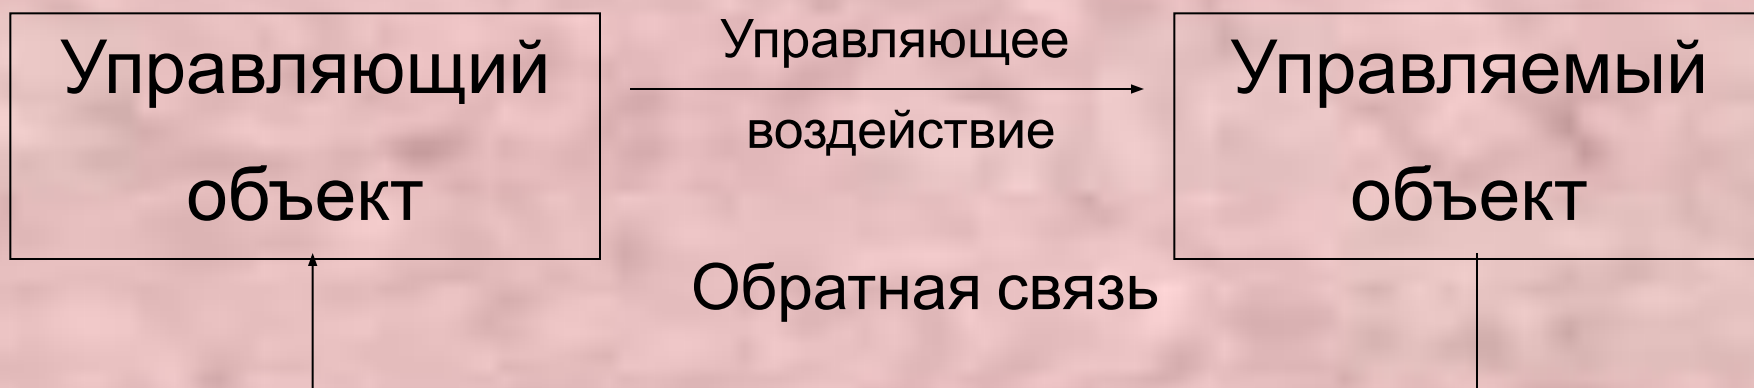 Управляющий
объект
Управляющее
воздействие
Управляемый
объект
Обратная связь